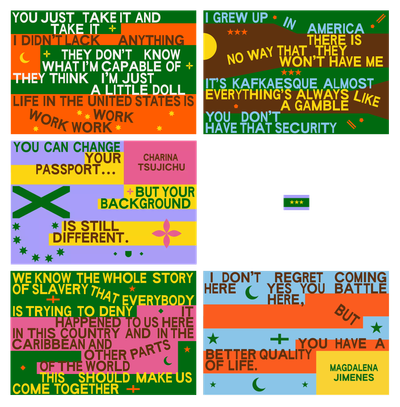 YOU JUST TAKE IT AND
TAKE IT
I DIDN'T LACK ANYTHING
THEY DON'T KNOW
WHAT I'M CAPABLE OF
THEY THINK I'M JUST
A LITTLE DOLL
LIFE IN THE UNITED STATES IS
WORK WORK
WORK WORK
I GREW UP IN AMERICA
THERE IS
NO WAY THAT THEY
WON'T HAVE ME
IT'S KAFKAESQUE ALMOST
EVERYTHING'S ALWAYS LIKE
A GAMBLE
YOU DON'T
HAVE THAT SECURITY
YOU CAN CHANGE
YOUR
PASSPORT...
CHARINA
TSUJICHU
BUT YOUR
BACKGROUND
IS STILL
DIFFERENT.
WE KNOW THE WHOLE STORY
OF SLAVERY THAT EVERYBODY
IS TRYING TO DENY IT
HAPPENED TO US HERE
IN THIS COUNTRY AND IN THE
CARIBBEAN AND
OTHER PARTS
OF THE WORLD
THIS SHOULD MAKE US
COME TOGETHER
I DON'T REGRET COMING
HERE YES YOU BATTLE
HERE,
BUT
YOU HAVE A
BETTER QUALITY
OF LIFE.
MAGDALENA
JIMENES